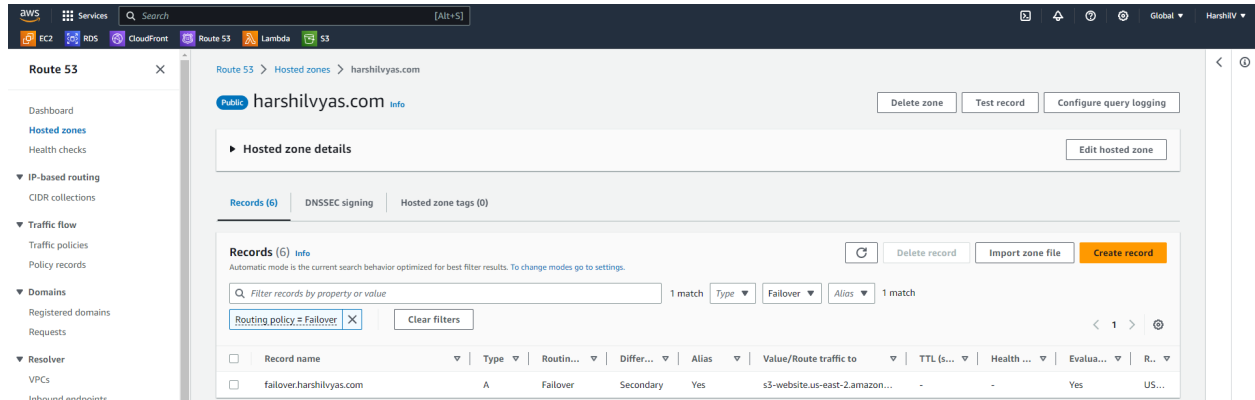 aws Services Search [Alt+S] Global HarshilV
EC2 RDS CloudFront Route 53 Lambda S3
Route 53
Dashboard
Hosted zones
Health checks
IP-based routing
CIDR collections
Traffic flow
Traffic policies
Policy records
Domains
Registered domains
Requests
Resolver
VPCs
Inbound endpoints
Route 53 > Hosted zones > harshilvyas.com
Public harshilvyas.com Info Delete zone Test record Configure query logging
Hosted zone details Edit hosted zone
Records (6) DNSSEC signing Hosted zone tags (0)
Records (6) Info Delete record Import zone file Create record
Automatic mode is the current search behavior optimized for best filter results. To change modes go to settings.
Filter records by property or value 1 match Type Failover Alias 1 match
Routing policy = Failover Clear filters
1
Record name Type Routin... Differ... Alias Value/Route traffic to TTL (s... Health ... Evalua... R..
failover.harshilvyas.com A Failover Secondary Yes s3-website.us-east-2.amazon... - - Yes US...